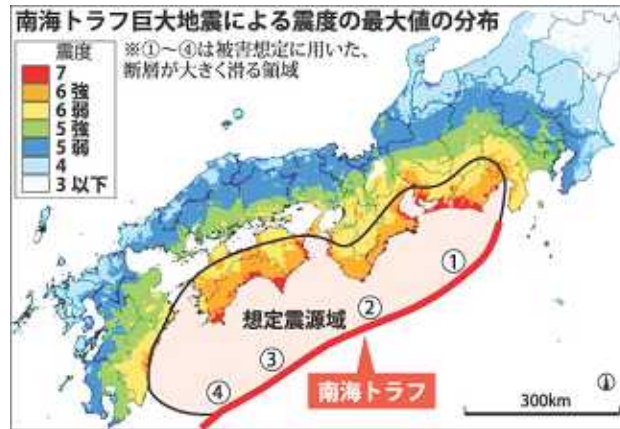 南海トラフ巨大地震による震度の最大値の分布
震度
7
6強
6弱
5強
5弱
4
3以下
※①〜④は被害想定に用いた、
断層が大きく滑る領域
①
②
想定震源域
③
④
南海トラフ
300km